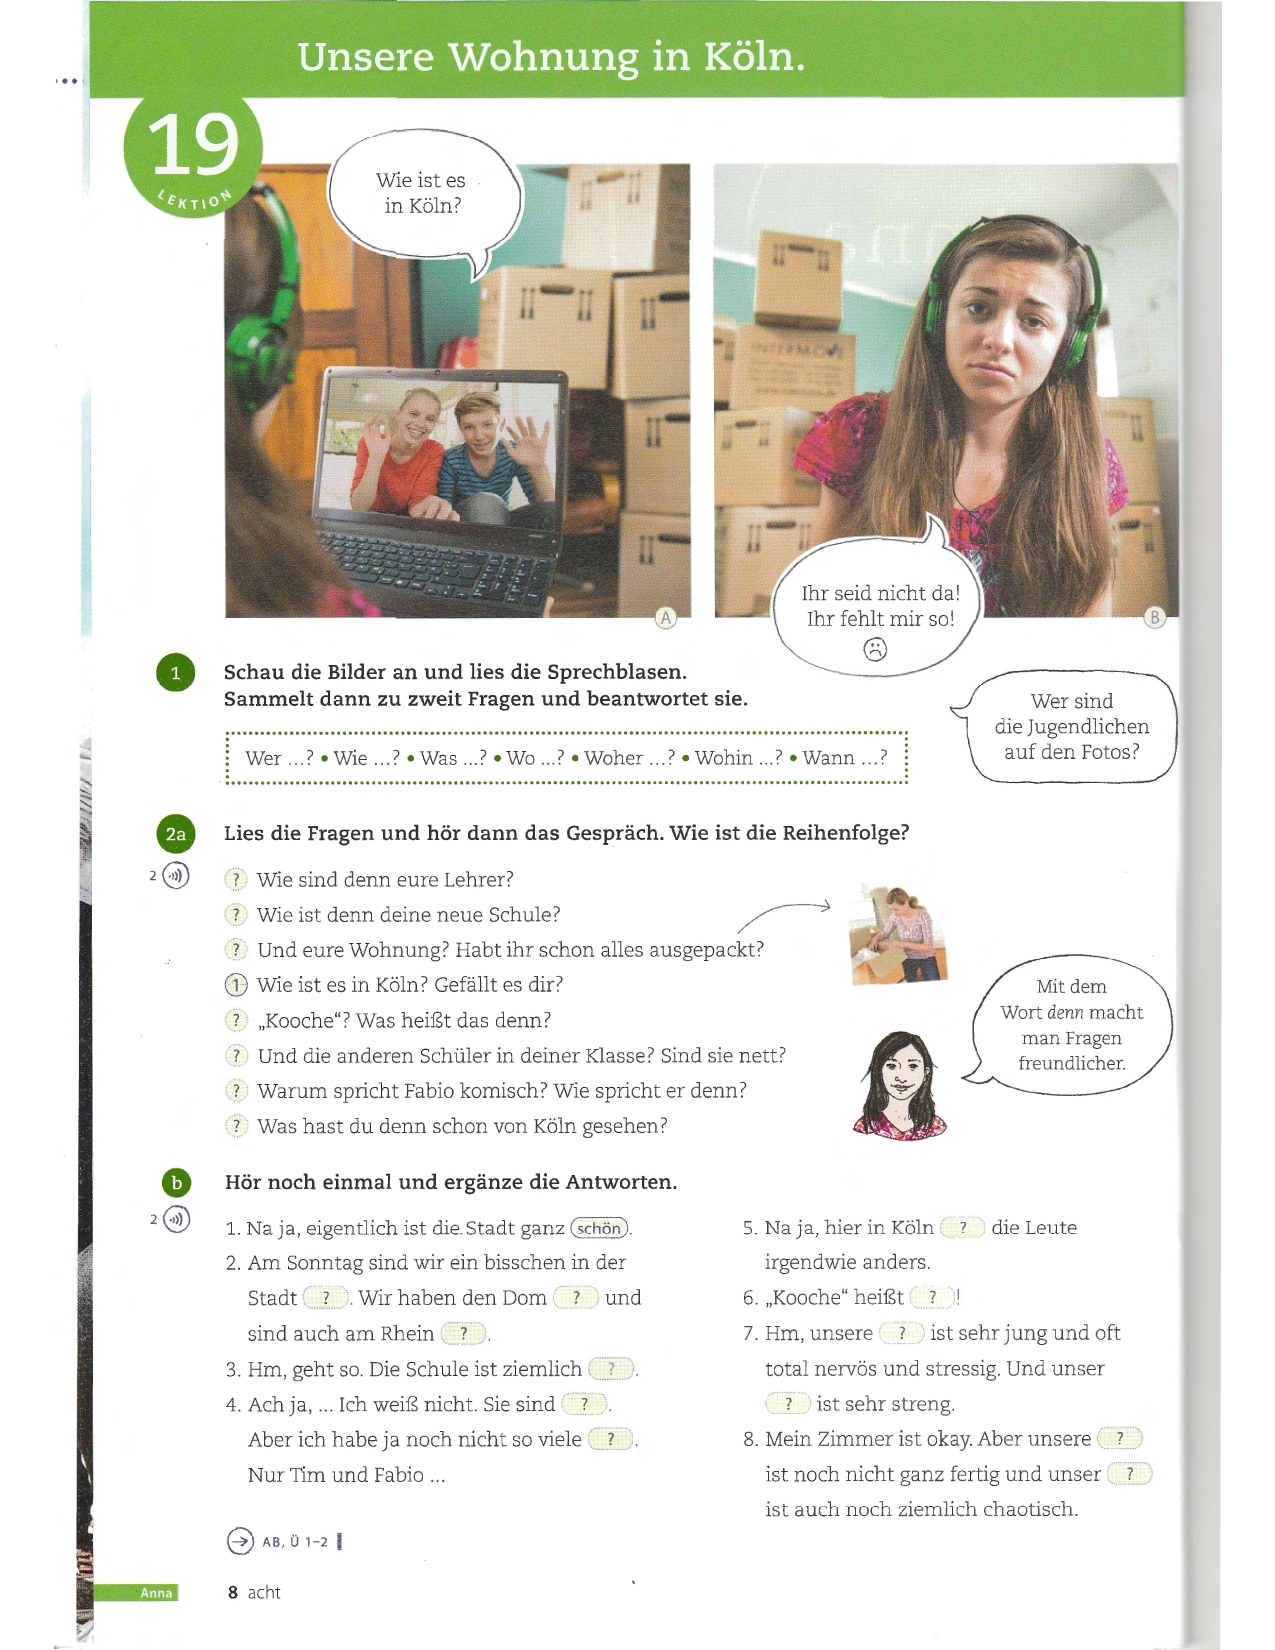 Unsere Wohnung in Köln.
19
LEKTION
Wie ist es
in Köln?
INTERMOVE
Ihr seid nicht da!
Ihr fehlt mir so!
A
B
1 Schau die Bilder an und lies die Sprechblasen.
Sammelt dann zu zweit Fragen und beantwortet sie.
Wer sind
die Jugendlichen
auf den Fotos?
Wer ...? • Wie ...? • Was ...? • Wo ...? • Woher ...? • Wohin ...? • Wann ...?
2a Lies die Fragen und hör dann das Gespräch. Wie ist die Reihenfolge?
2
? Wie sind denn eure Lehrer?
? Wie ist denn deine neue Schule?
? Und eure Wohnung? Habt ihr schon alles ausgepackt?
1 Wie ist es in Köln? Gefällt es dir?
? „Kooche“? Was heißt das denn?
? Und die anderen Schüler in deiner Klasse? Sind sie nett?
? Warum spricht Fabio komisch? Wie spricht er denn?
? Was hast du denn schon von Köln gesehen?
Mit dem
Wort denn macht
man Fragen
freundlicher.
b Hör noch einmal und ergänze die Antworten.
2
1. Na ja, eigentlich ist die Stadt ganz schön.
2. Am Sonntag sind wir ein bisschen in der
Stadt ?. Wir haben den Dom ? und
sind auch am Rhein ?.
3. Hm, geht so. Die Schule ist ziemlich ?.
4. Ach ja, ... Ich weiß nicht. Sie sind ?.
Aber ich habe ja noch nicht so viele ?.
Nur Tim und Fabio ...
5. Na ja, hier in Köln ? die Leute
irgendwie anders.
6. „Kooche“ heißt ?!
7. Hm, unsere ? ist sehr jung und oft
total nervös und stressig. Und unser
? ist sehr streng.
8. Mein Zimmer ist okay. Aber unsere ?
ist noch nicht ganz fertig und unser ?
ist auch noch ziemlich chaotisch.
AB, Ü 1–2
Anna
8 acht